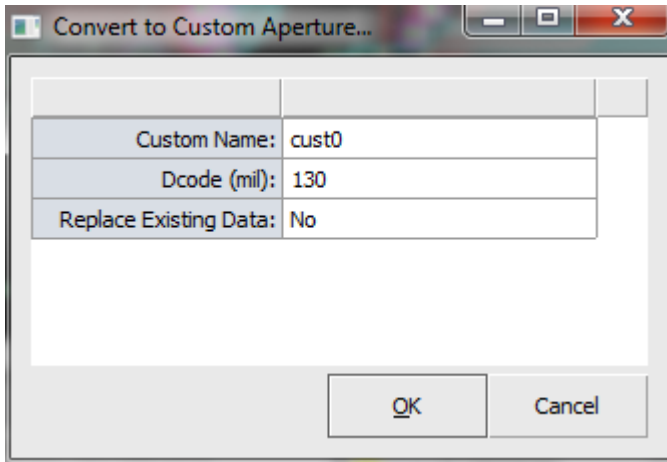 Convert to Custom Aperture...
Custom Name: cust0
Dcode (mil): 130
Replace Existing Data: No
OK Cancel